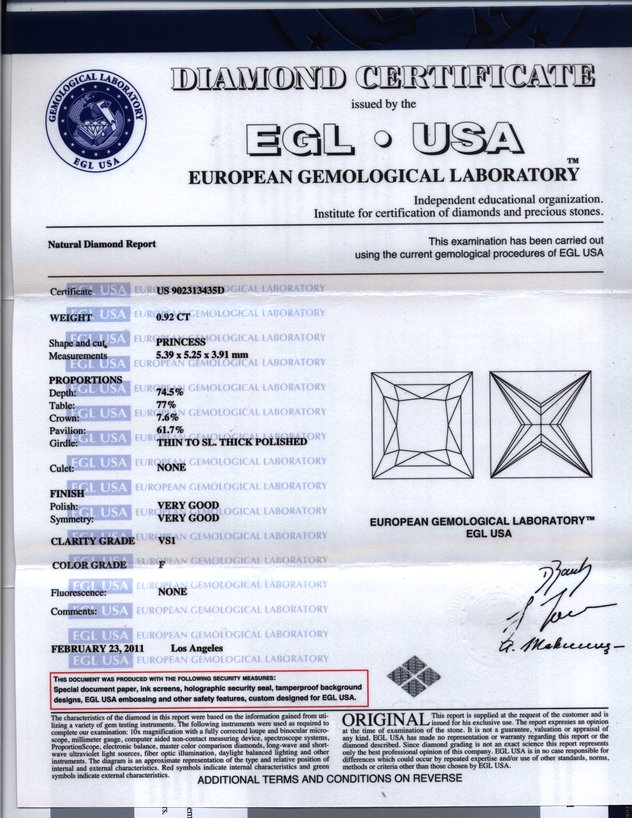 GEMOLOGICAL LABORATORY
EGL USA
DIAMOND CERTIFICATE
issued by the
EGL • USA
EUROPEAN GEMOLOGICAL LABORATORY™
Independent educational organization.
Institute for certification of diamonds and precious stones.
Natural Diamond Report
This examination has been carried out
using the current gemological procedures of EGL USA
Certificate US 902313435D
WEIGHT 0.92 CT
Shape and cut, PRINCESS
Measurements 5.39 x 5.25 x 3.91 mm
PROPORTIONS
Depth: 74.5%
Table: 77%
Crown: 7.6%
Pavilion: 61.7%
Girdle: THIN TO SL. THICK POLISHED
Culet: NONE
FINISH
Polish: VERY GOOD
Symmetry: VERY GOOD
CLARITY GRADE VS1
COLOR GRADE F
Fluorescence: NONE
Comments:
FEBRUARY 23, 2011 Los Angeles
EUROPEAN GEMOLOGICAL LABORATORY™
EGL USA
THIS DOCUMENT WAS PRODUCED WITH THE FOLLOWING SECURITY MEASURES:
Special document paper, ink screens, holographic security seal, tamperproof background
designs, EGL USA embossing and other safety features, custom designed for EGL USA.
The characteristics of the diamond in this report were based on the information gained from uti-
lizing a variety of gem testing instruments. The following instruments were used as required to
complete our examination: 10x magnification with a fully corrected loupe and binocular micro-
scope, millimeter gauge, computer aided non-contact measuring device, spectroscope systems,
ProportionScope, electronic balance, master color comparison diamonds, long-wave and short-
wave ultraviolet light sources, fiber optic illumination, daylight balanced lighting and other
instruments. The diagram is an approximate representation of the type and relative position of
internal and external characteristics. Red symbols indicate internal characteristics and green
symbols indicate external characteristics.
ORIGINAL This report is supplied at the request of the customer and is
issued for his exclusive use. The report expresses an opinion
at the time of examination of the stone. It is not a guarantee, valuation or appraisal of
any kind. EGL USA has made no representation or warranty regarding this report or the
diamond described. Since diamond grading is not an exact science this report represents
only the best professional opinion of this company. EGL USA is in no case responsible for
differences which could occur by repeated expertise and/or use of other standards, norms,
methods or criteria other than those chosen by EGL USA.
ADDITIONAL TERMS AND CONDITIONS ON REVERSE